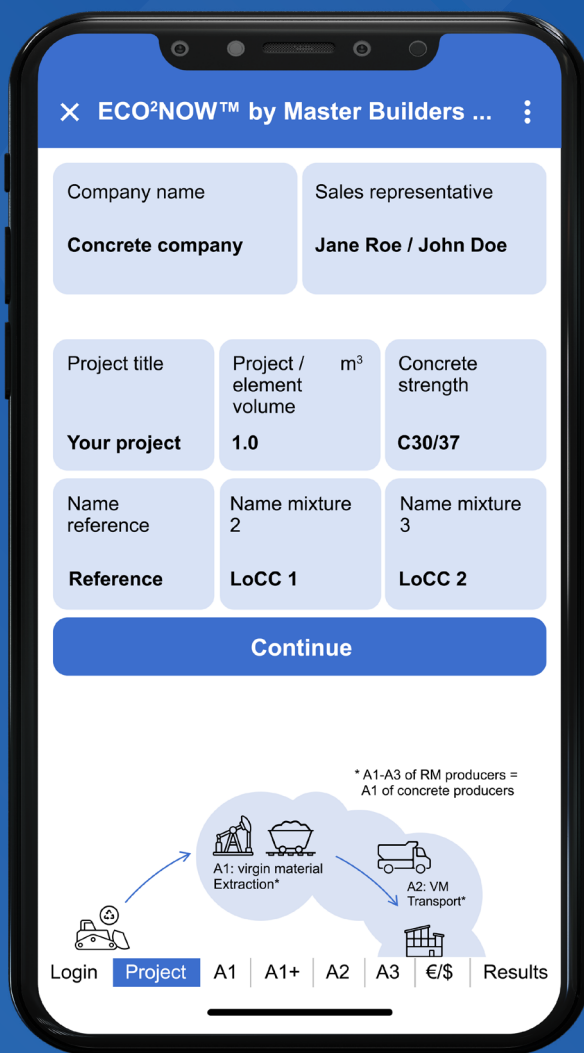 ECO²NOW™ by Master Builders ...
Company name
Concrete company
Sales representative
Jane Roe / John Doe
Project title
Your project
Project / m³
element
volume
1.0
Concrete
strength
C30/37
Name
reference
Reference
Name mixture
2
LoCC 1
Name mixture
3
LoCC 2
Continue
* A1-A3 of RM producers =
A1 of concrete producers
A1: virgin material
Extraction*
A2: VM
Transport*
Login Project A1 A1+ A2 A3 €/$ Results